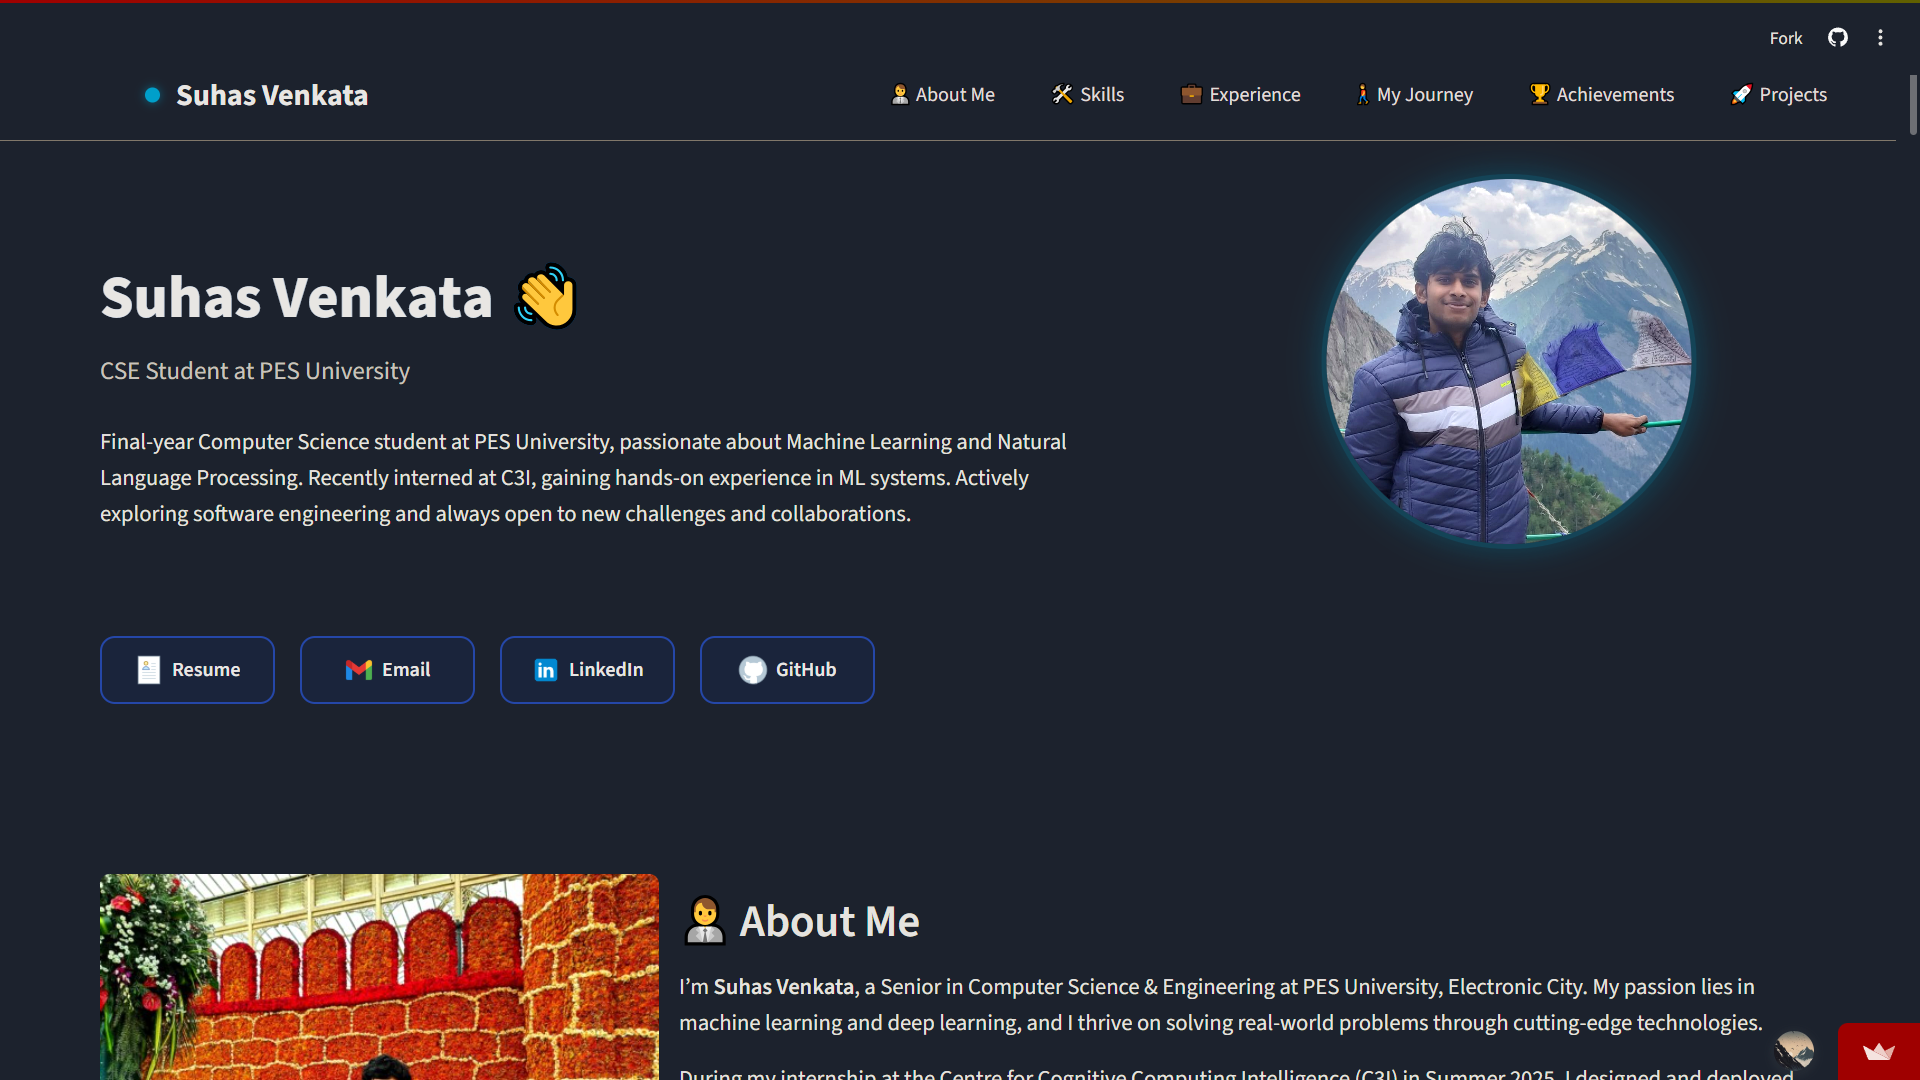 Fork
Suhas Venkata
About Me
Skills
Experience
My Journey
Achievements
Projects
Suhas Venkata
CSE Student at PES University
Final-year Computer Science student at PES University, passionate about Machine Learning and Natural
Language Processing. Recently interned at C3I, gaining hands-on experience in ML systems. Actively
exploring software engineering and always open to new challenges and collaborations.
Resume
Email
LinkedIn
GitHub
About Me
I’m Suhas Venkata, a Senior in Computer Science & Engineering at PES University, Electronic City. My passion lies in
machine learning and deep learning, and I thrive on solving real-world problems through cutting-edge technologies.
During my internship at the Centre for Cognitive Computing Intelligence (C3I) in Summer 2025, I designed and deployed